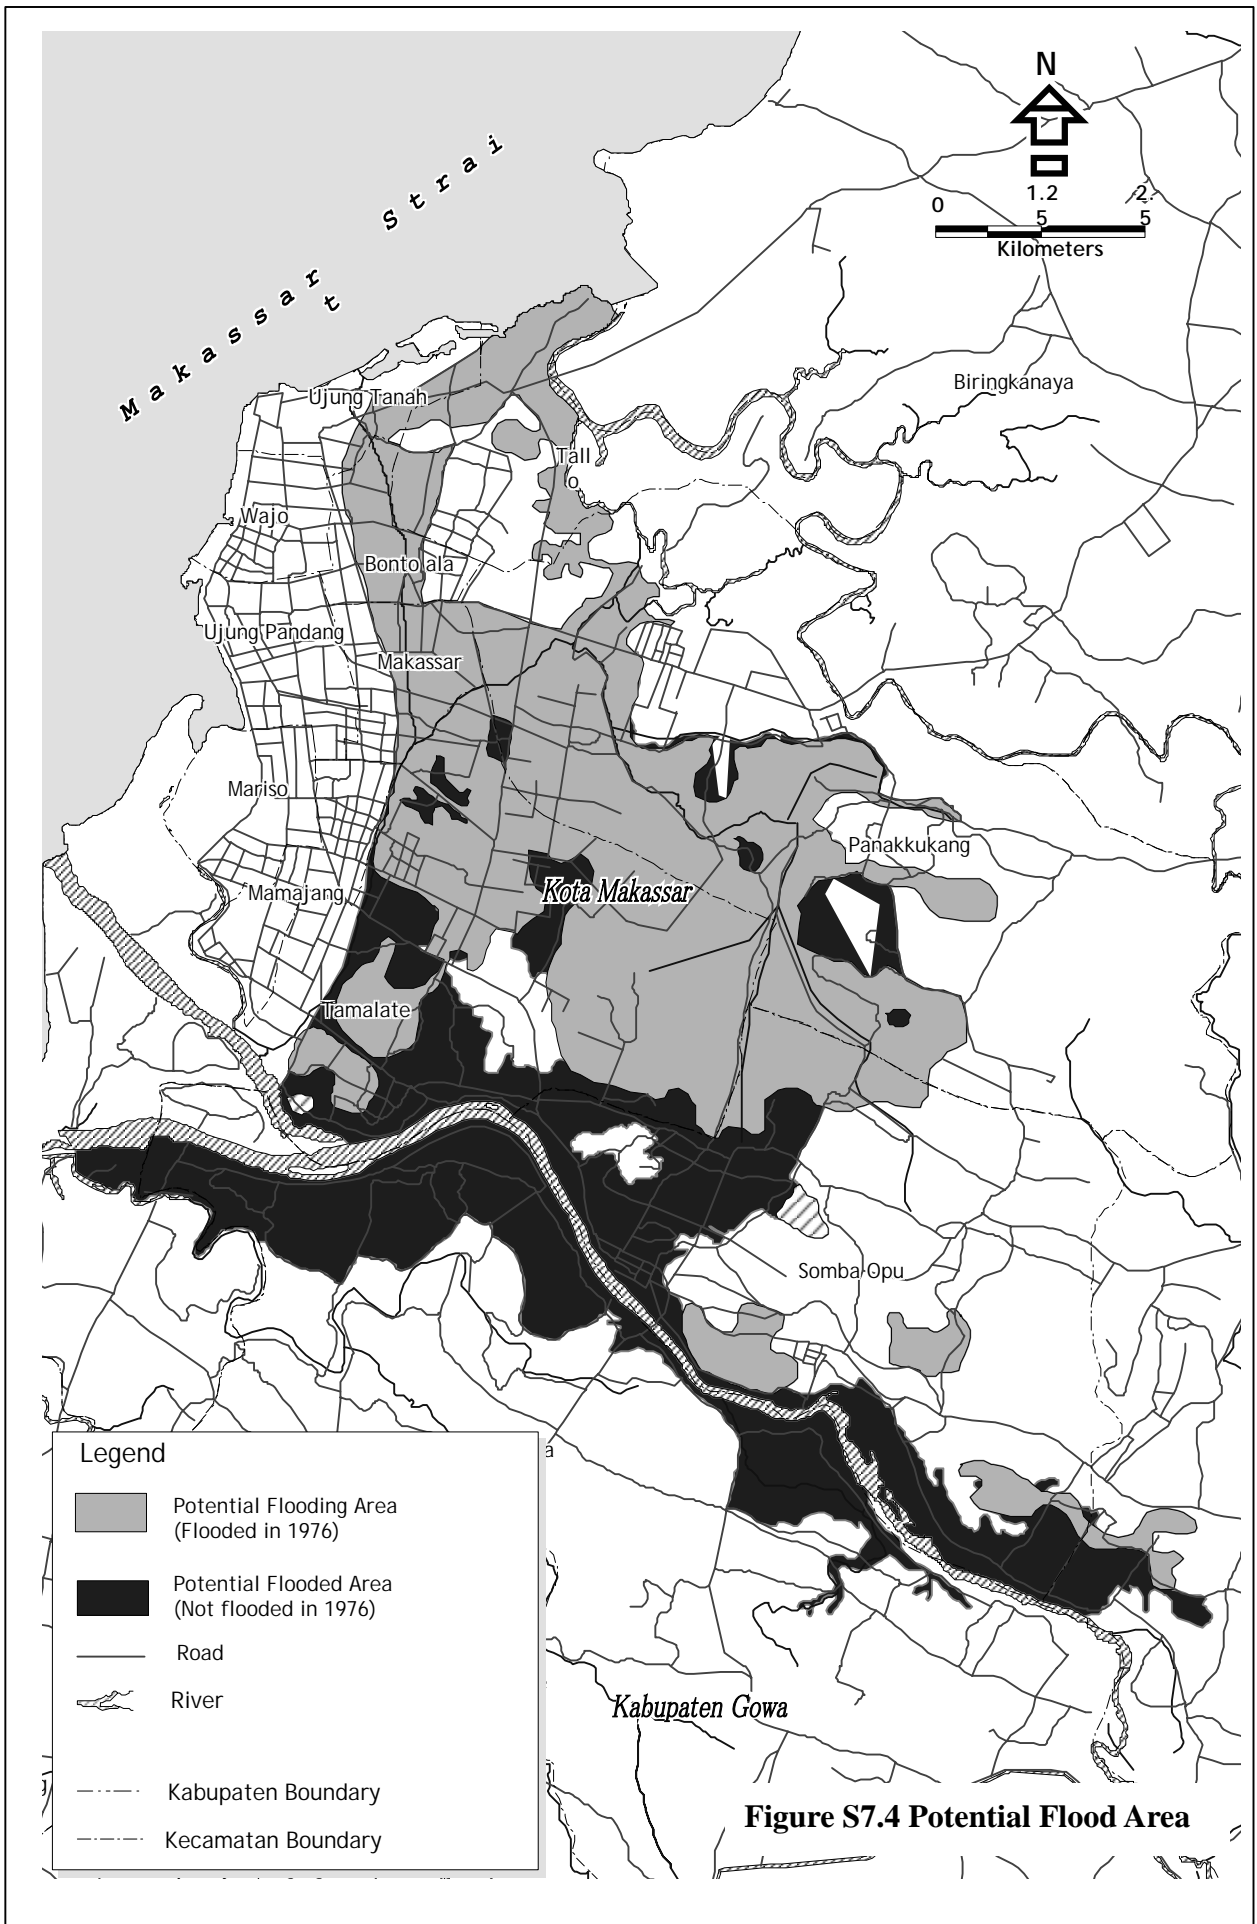 N
0 1.2 2.
5 5
Kilometers
Makassar Strai
t
Biringkanaya
Ujung Tanah
Tall
o
Wajo
Bonto ala
Ujung Pandang
Makassar
Mariso
Panakkukang
Mamajang
Kota Makassar
Tamalate
Somba Opu
a
Legend
Potential Flooding Area
(Flooded in 1976)
Potential Flooded Area
(Not flooded in 1976)
Road
River
Kabupaten Boundary
Kecamatan Boundary
g
Kabupaten Gowa
Figure S7.4 Potential Flood Area